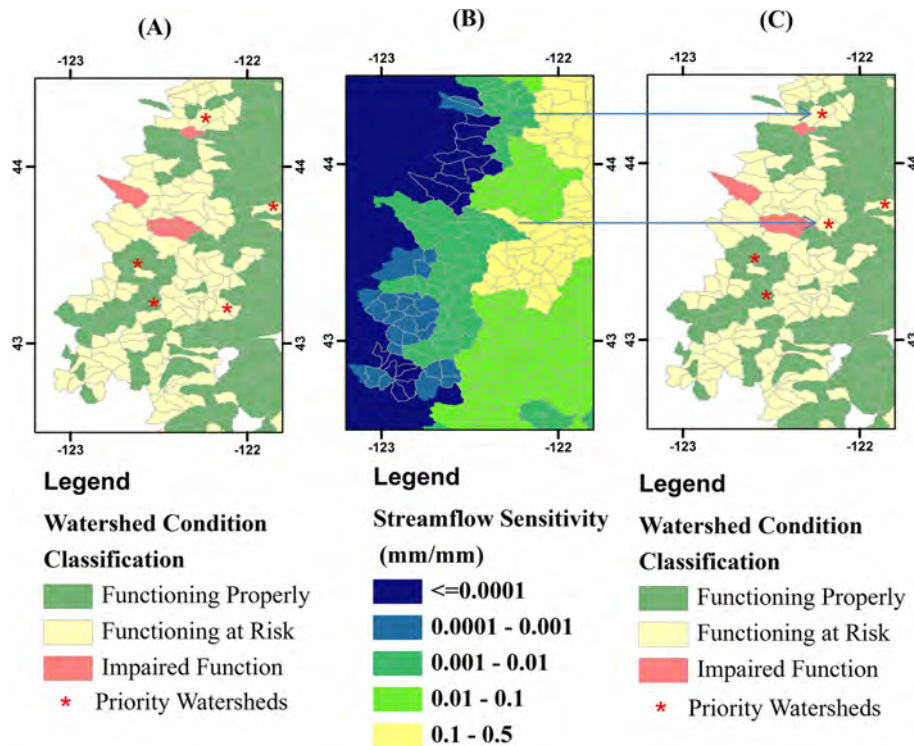 (A) (B) (C)
-123 -122 -123 -122 -123 -122
44 44 44 44
43 43 43 43
-123 -122 -123 -122 -123 -122
Legend
Watershed Condition
Classification
Functioning Properly
Functioning at Risk
Impaired Function
* Priority Watersheds
Legend
Streamflow Sensitivity
(mm/mm)
<=0.0001
0.0001 - 0.001
0.001 - 0.01
0.01 - 0.1
0.1 - 0.5
Legend
Watershed Condition
Classification
Functioning Properly
Functioning at Risk
Impaired Function
* Priority Watersheds